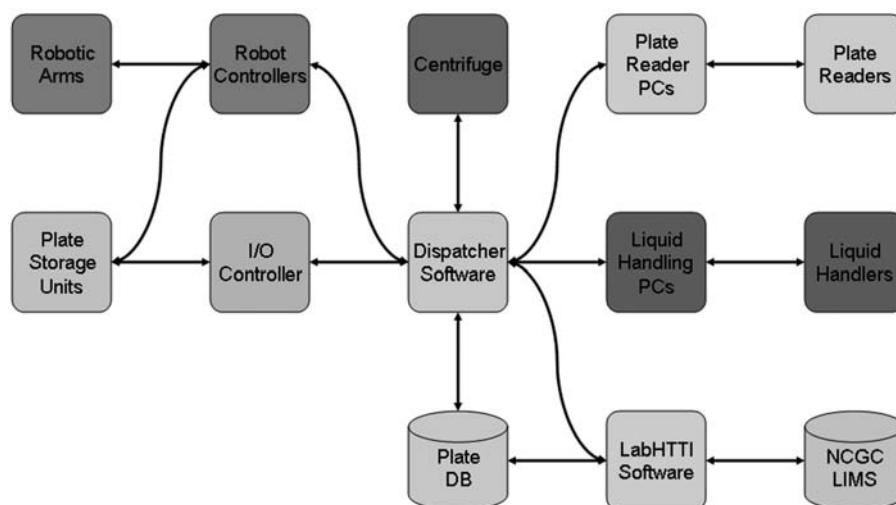 Robotic
Arms
Robot
Controllers
Centrifuge
Plate
Reader
PCs
Plate
Readers
Plate
Storage
Units
I/O
Controller
Dispatcher
Software
Liquid
Handling
PCs
Liquid
Handlers
Plate
DB
LabHTTI
Software
NCGC
LIMS